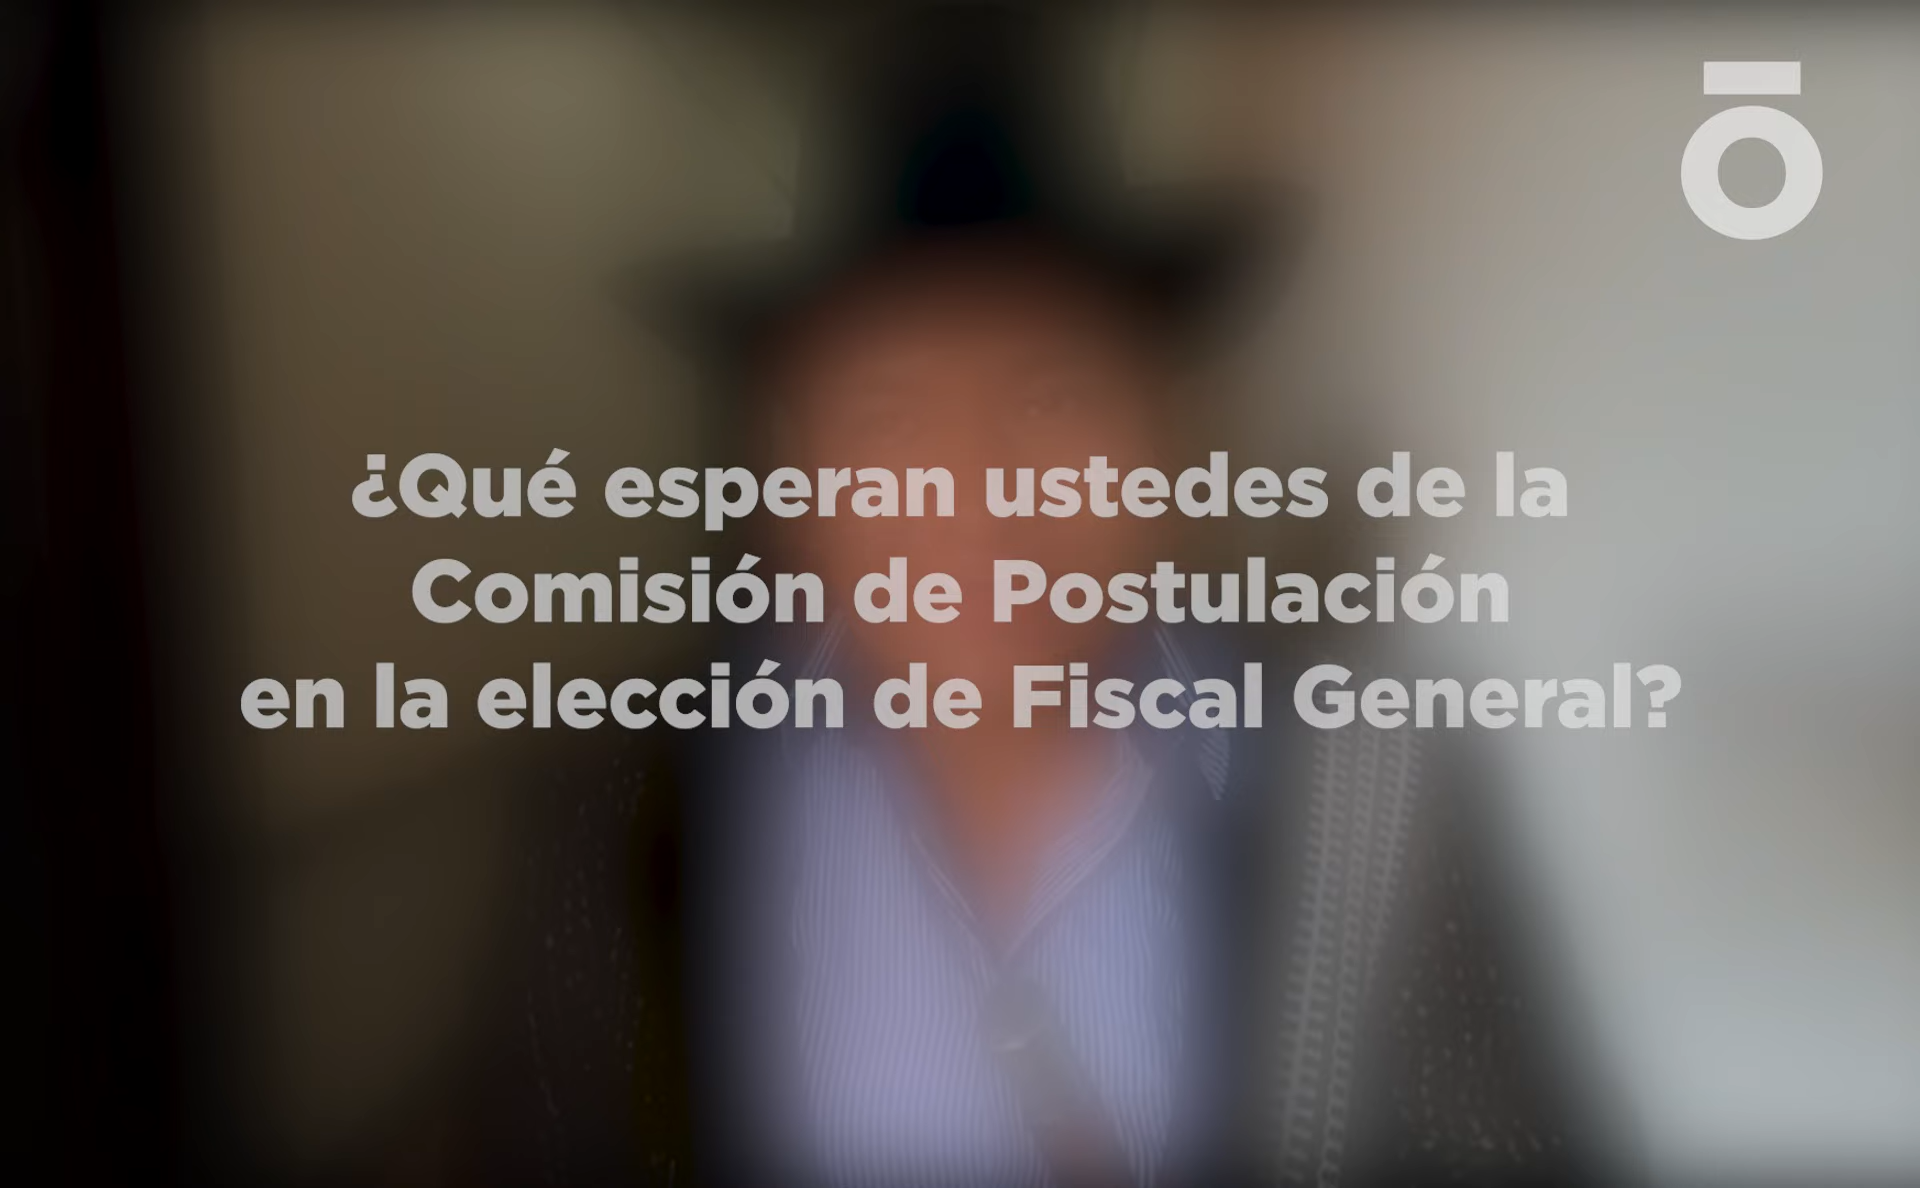 ¿Qué esperan ustedes de la
Comisión de Postulación
en la elección de Fiscal General?